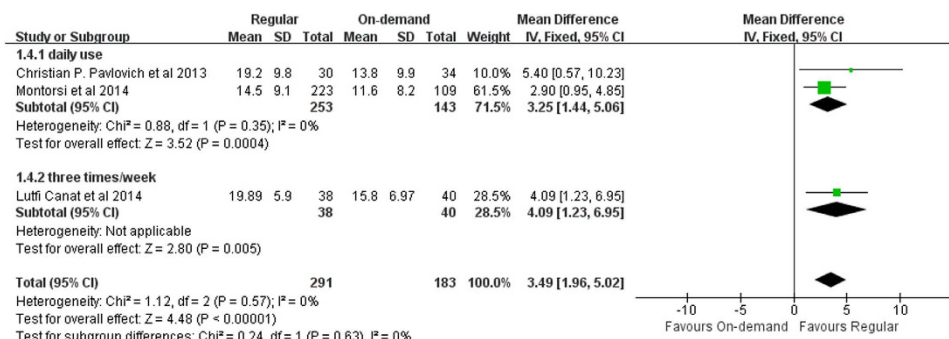 Regular On-demand Mean Difference Mean Difference
Study or Subgroup Mean SD Total Mean SD Total Weight IV, Fixed, 95% CI IV, Fixed, 95% CI
1.4.1 daily use
Christian P. Pavlovich et al 2013 19.2 9.8 30 13.8 9.9 34 10.0% 5.40 [0.57, 10.23]
Montorsi et al 2014 14.5 9.1 223 11.6 8.2 109 61.5% 2.90 [0.95, 4.85]
Subtotal (95% CI) 253 143 71.5% 3.25 [1.44, 5.06]
Heterogeneity: Chi² = 0.88, df = 1 (P = 0.35); I² = 0%
Test for overall effect: Z = 3.52 (P = 0.0004)
1.4.2 three times/week
Lutfi Canat et al 2014 19.89 5.9 38 15.8 6.97 40 28.5% 4.09 [1.23, 6.95]
Subtotal (95% CI) 38 40 28.5% 4.09 [1.23, 6.95]
Heterogeneity: Not applicable
Test for overall effect: Z = 2.80 (P = 0.005)
Total (95% CI) 291 183 100.0% 3.49 [1.96, 5.02]
Heterogeneity: Chi² = 1.12, df = 2 (P = 0.57); I² = 0%
Test for overall effect: Z = 4.48 (P < 0.00001)
Test for subgroup differences: Chi² = 0.24, df = 1 (P = 0.63), I² = 0%
-10 -5 0 5 10
Favours On-demand Favours Regular